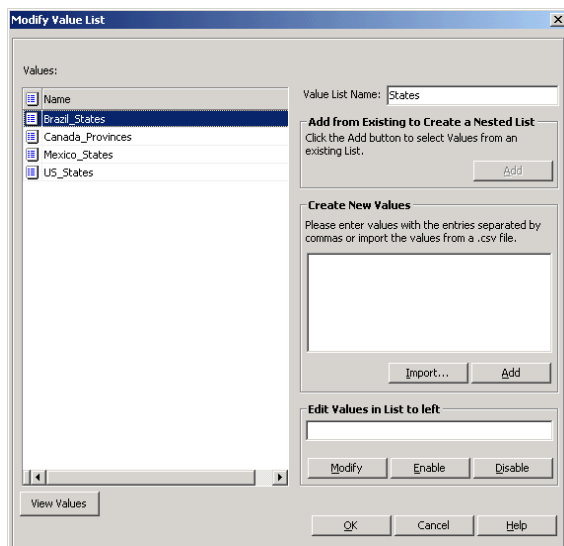 Modify Value List
Values:
Name
Brazil_States
Canada_Provinces
Mexico_States
US_States
View Values
Value List Name: States
Add from Existing to Create a Nested List
Click the Add button to select Values from an
existing List.
Add
Create New Values
Please enter values with the entries separated by
commas or import the values from a .csv file.
Import... Add
Edit Values in List to left
Modify Enable Disable
OK Cancel Help